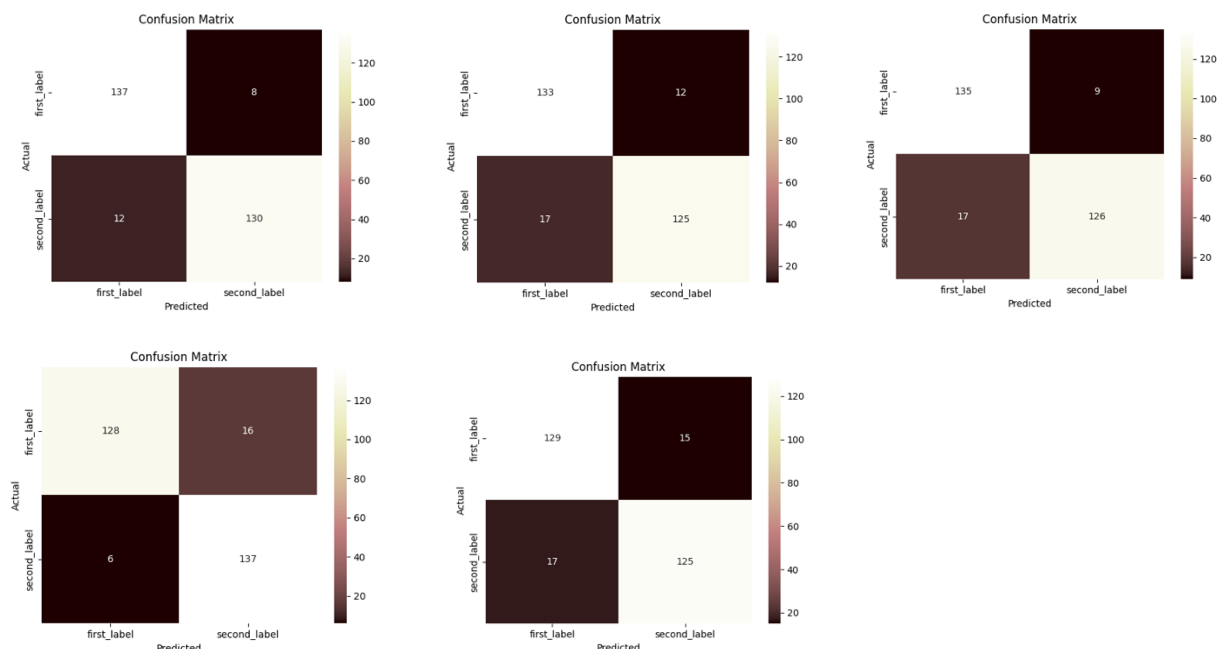 Confusion Matrix
first_label
137
8
second_label
12
130
Actual
first_label
second_label
Predicted
120
100
80
60
40
20
Confusion Matrix
first_label
133
12
second_label
17
125
Actual
first_label
second_label
Predicted
120
100
80
60
40
20
Confusion Matrix
first_label
135
9
second_label
17
126
Actual
first_label
second_label
Predicted
120
100
80
60
40
20
Confusion Matrix
first_label
128
16
second_label
6
137
Actual
first_label
second_label
Predicted
120
100
80
60
40
20
Confusion Matrix
first_label
129
15
second_label
17
125
Actual
first_label
second_label
Predicted
120
100
80
60
40
20